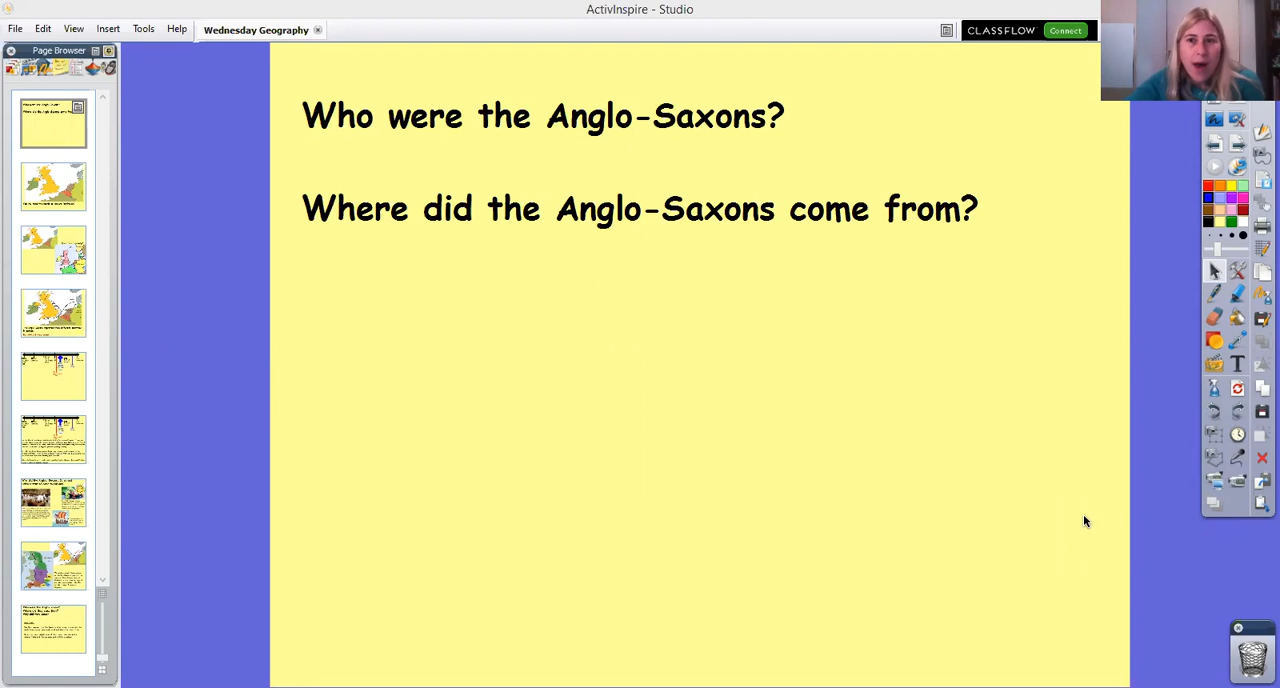 ActivInspire - Studio
File Edit View Insert Tools Help Wednesday Geography CLASSFLOW Connect
Page Browser
Who were the Anglo-Saxons?
Where did the Anglo-Saxons come from?